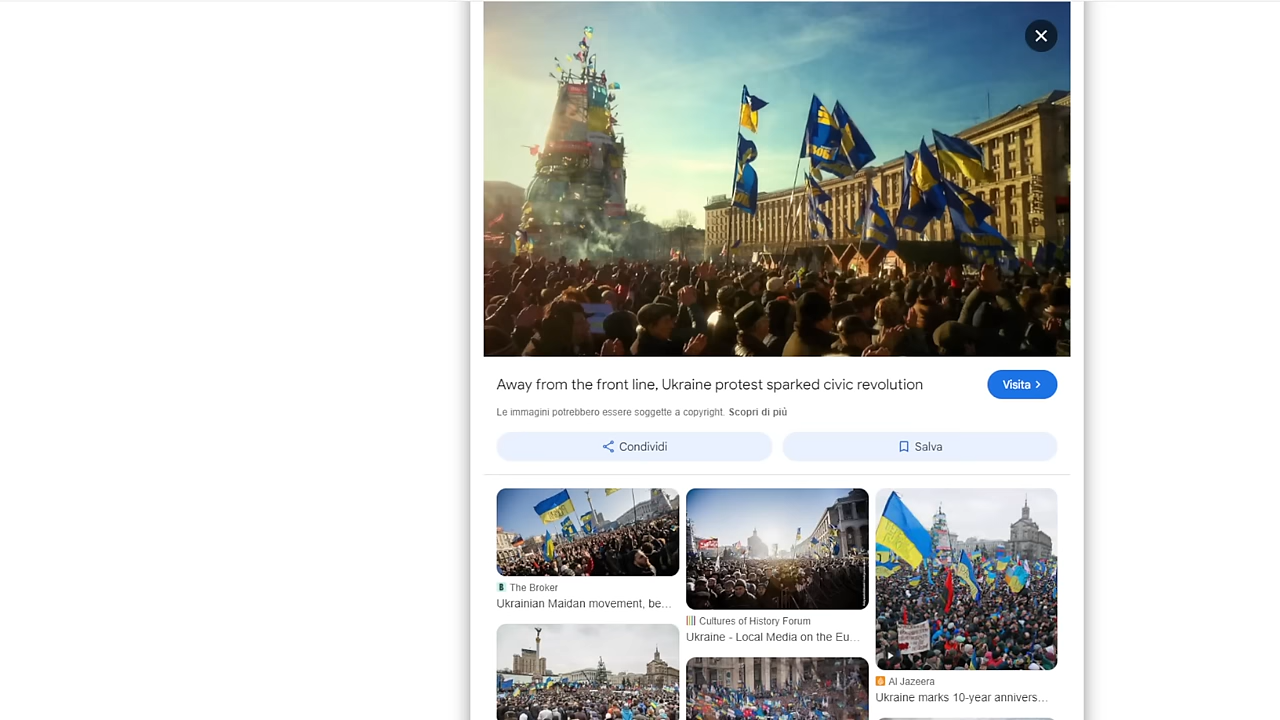 Away from the front line, Ukraine protest sparked civic revolution
Visita
Le immagini potrebbero essere soggette a copyright. Scopri di più
Condividi
Salva
The Broker
Ukrainian Maidan movement, be...
Cultures of History Forum
Ukraine - Local Media on the Eu...
Al Jazeera
Ukraine marks 10-year annivers...